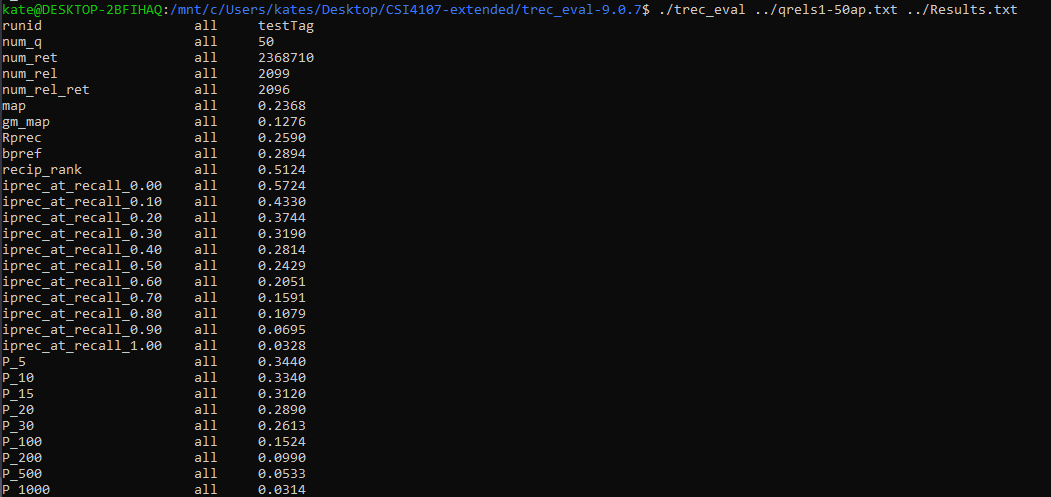 kate@DESKTOP-2BFIHAQ:/mnt/c/Users/kates/Desktop/CSI4107-extended/trec_eval-9.0.7$ ./trec_eval ../qrels1-50ap.txt ../Results.txt
runid all testTag
num_q all 50
num_ret all 2368710
num_rel all 2099
num_rel_ret all 2096
map all 0.2368
gm_map all 0.1276
Rprec all 0.2590
bpref all 0.2894
recip_rank all 0.5124
iprec_at_recall_0.00 all 0.5724
iprec_at_recall_0.10 all 0.4330
iprec_at_recall_0.20 all 0.3744
iprec_at_recall_0.30 all 0.3190
iprec_at_recall_0.40 all 0.2814
iprec_at_recall_0.50 all 0.2429
iprec_at_recall_0.60 all 0.2051
iprec_at_recall_0.70 all 0.1591
iprec_at_recall_0.80 all 0.1079
iprec_at_recall_0.90 all 0.0695
iprec_at_recall_1.00 all 0.0328
P_5 all 0.3440
P_10 all 0.3340
P_15 all 0.3120
P_20 all 0.2890
P_30 all 0.2613
P_100 all 0.1524
P_200 all 0.0990
P_500 all 0.0533
P_1000 all 0.0314